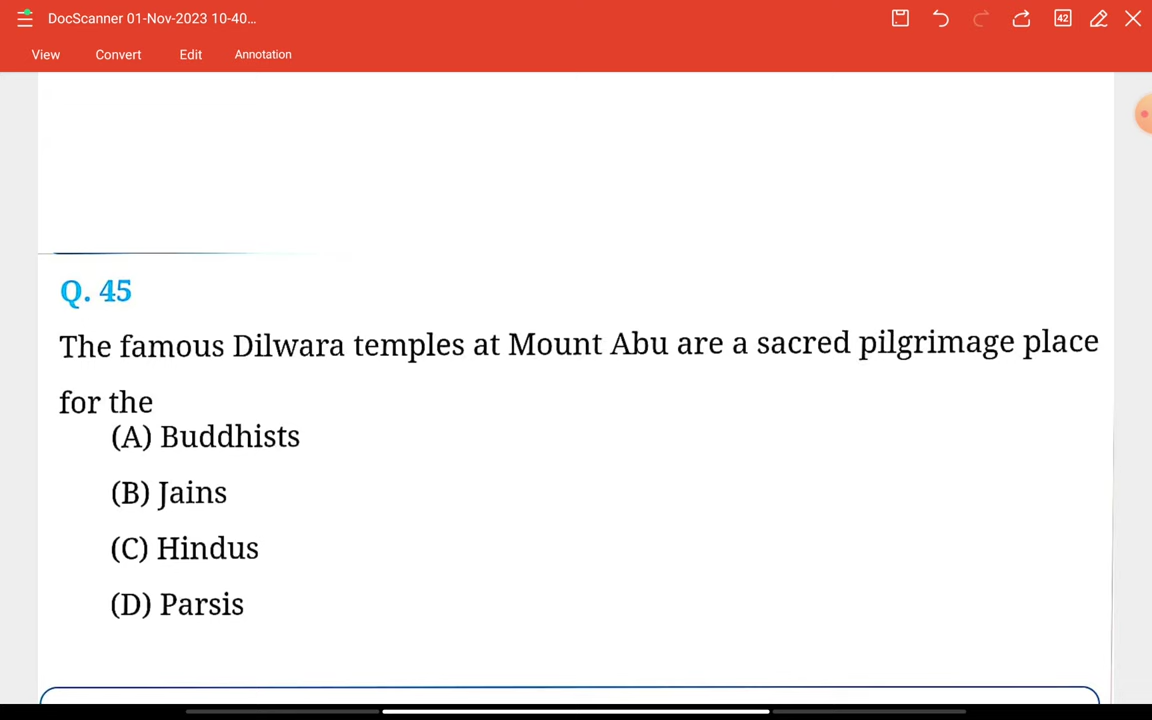 DocScanner 01-Nov-2023 10-40...
42
View Convert Edit Annotation
Q. 45
The famous Dilwara temples at Mount Abu are a sacred pilgrimage place
for the
(A) Buddhists
(B) Jains
(C) Hindus
(D) Parsis